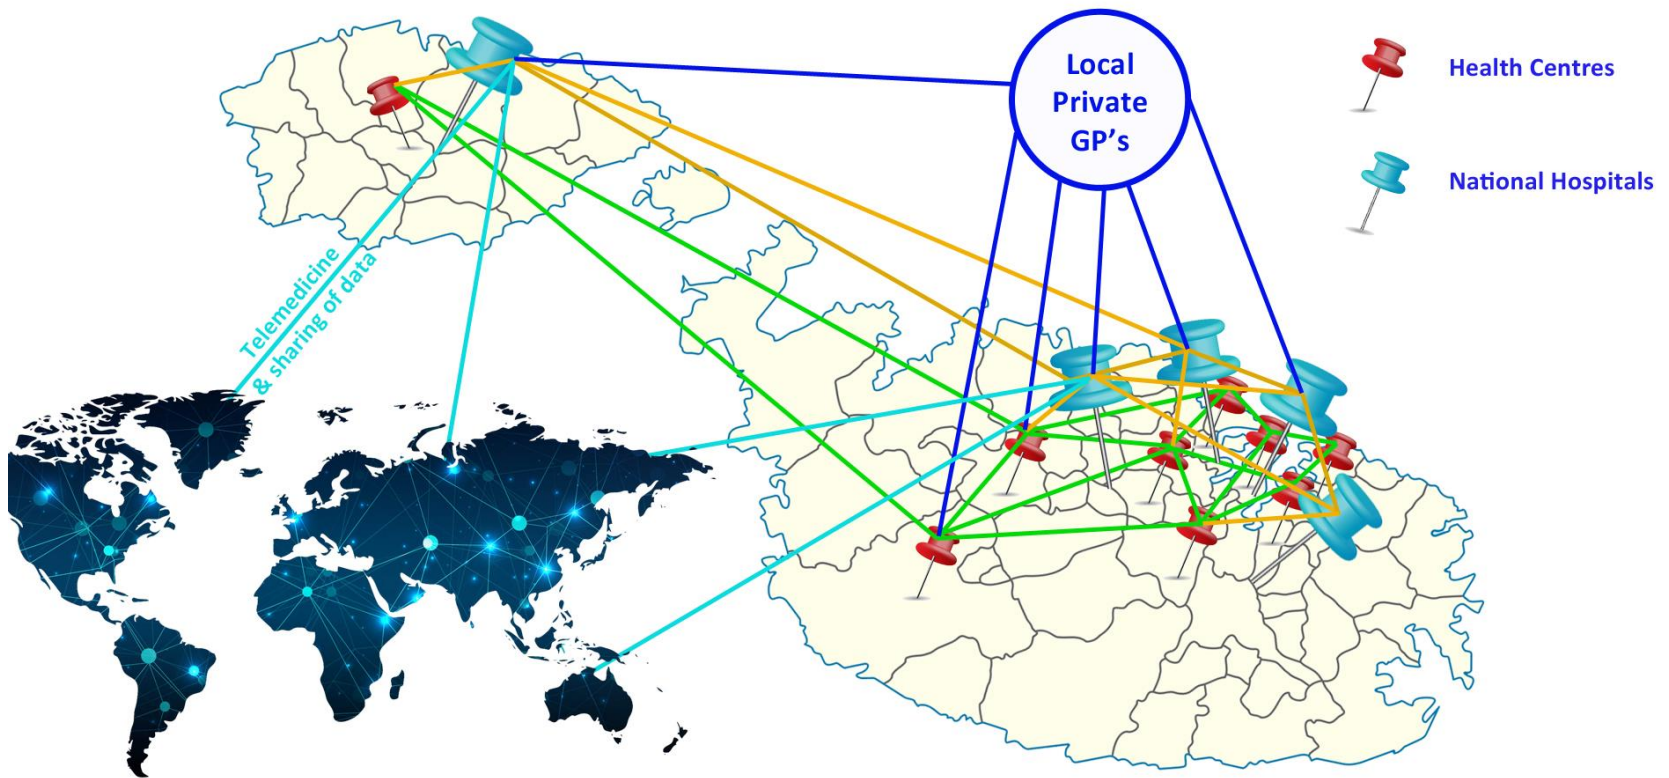 Local
Private
GP's
Health Centres
National Hospitals
Telemedicine
& sharing of data